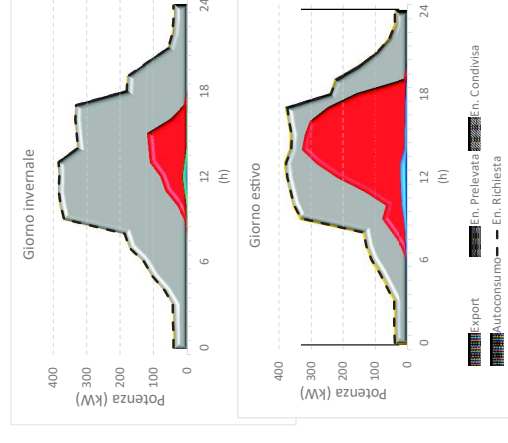 Giorno invernale
Potenza (kW)
400
300
200
100
0
0
6
12
18
24
(h)
Giorno estivo
Potenza (kW)
400
300
200
100
0
0
6
12
18
24
(h)
Export
En. Prelevata
En. Condivisa
Autoconsumo
En. Richiesta